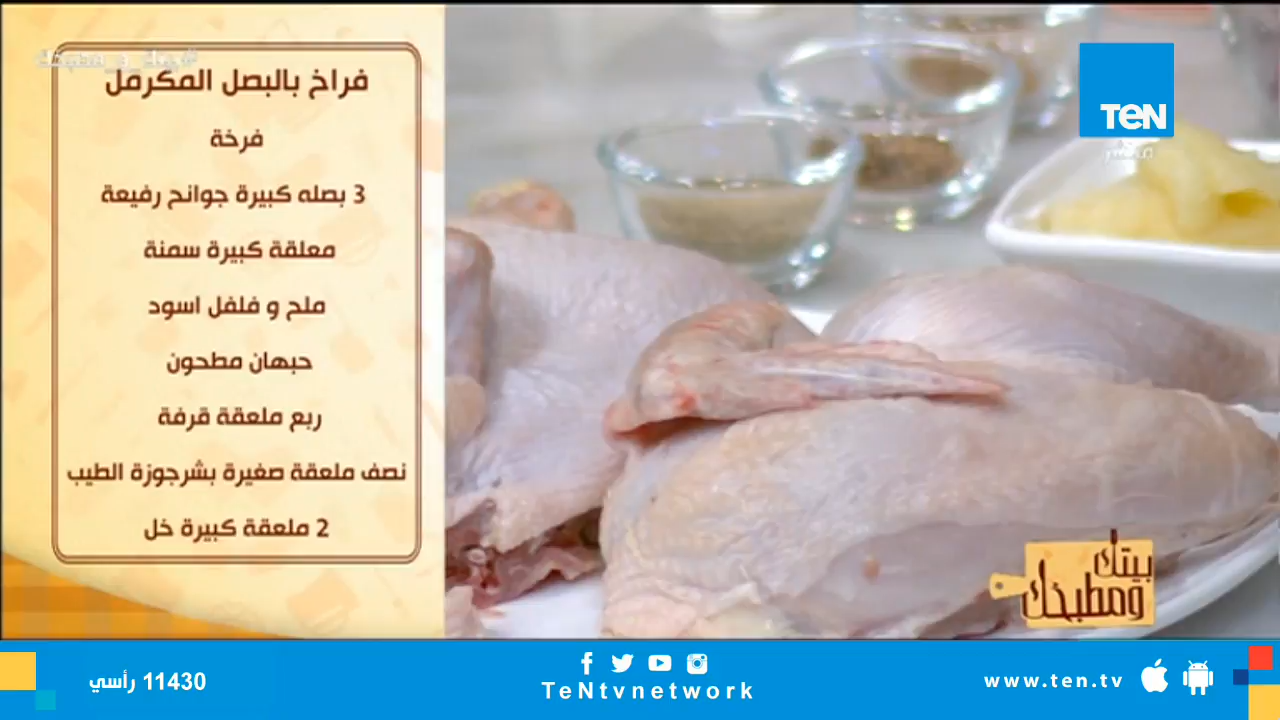 فراخ بالبصل المكرمل
فرخة
3 بصله كبيرة جوانح رفيعة
معلقة كبيرة سمنة
ملح و فلفل اسود
حبهان مطحون
ربع ملعقة قرفة
نصف ملعقة صغيرة بشرجوزة الطيب
2 ملعقة كبيرة خل
TEN
مصر
بيتك
ومطبخك
11430 رأسي
TeNtvnetwork
www.ten.tv